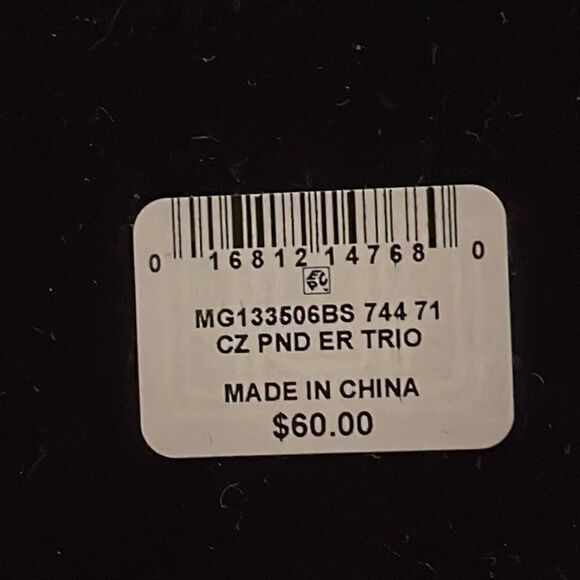 0 16812 14768 0
MG133506BS 744 71
CZ PND ER TRIO
MADE IN CHINA
$60.00